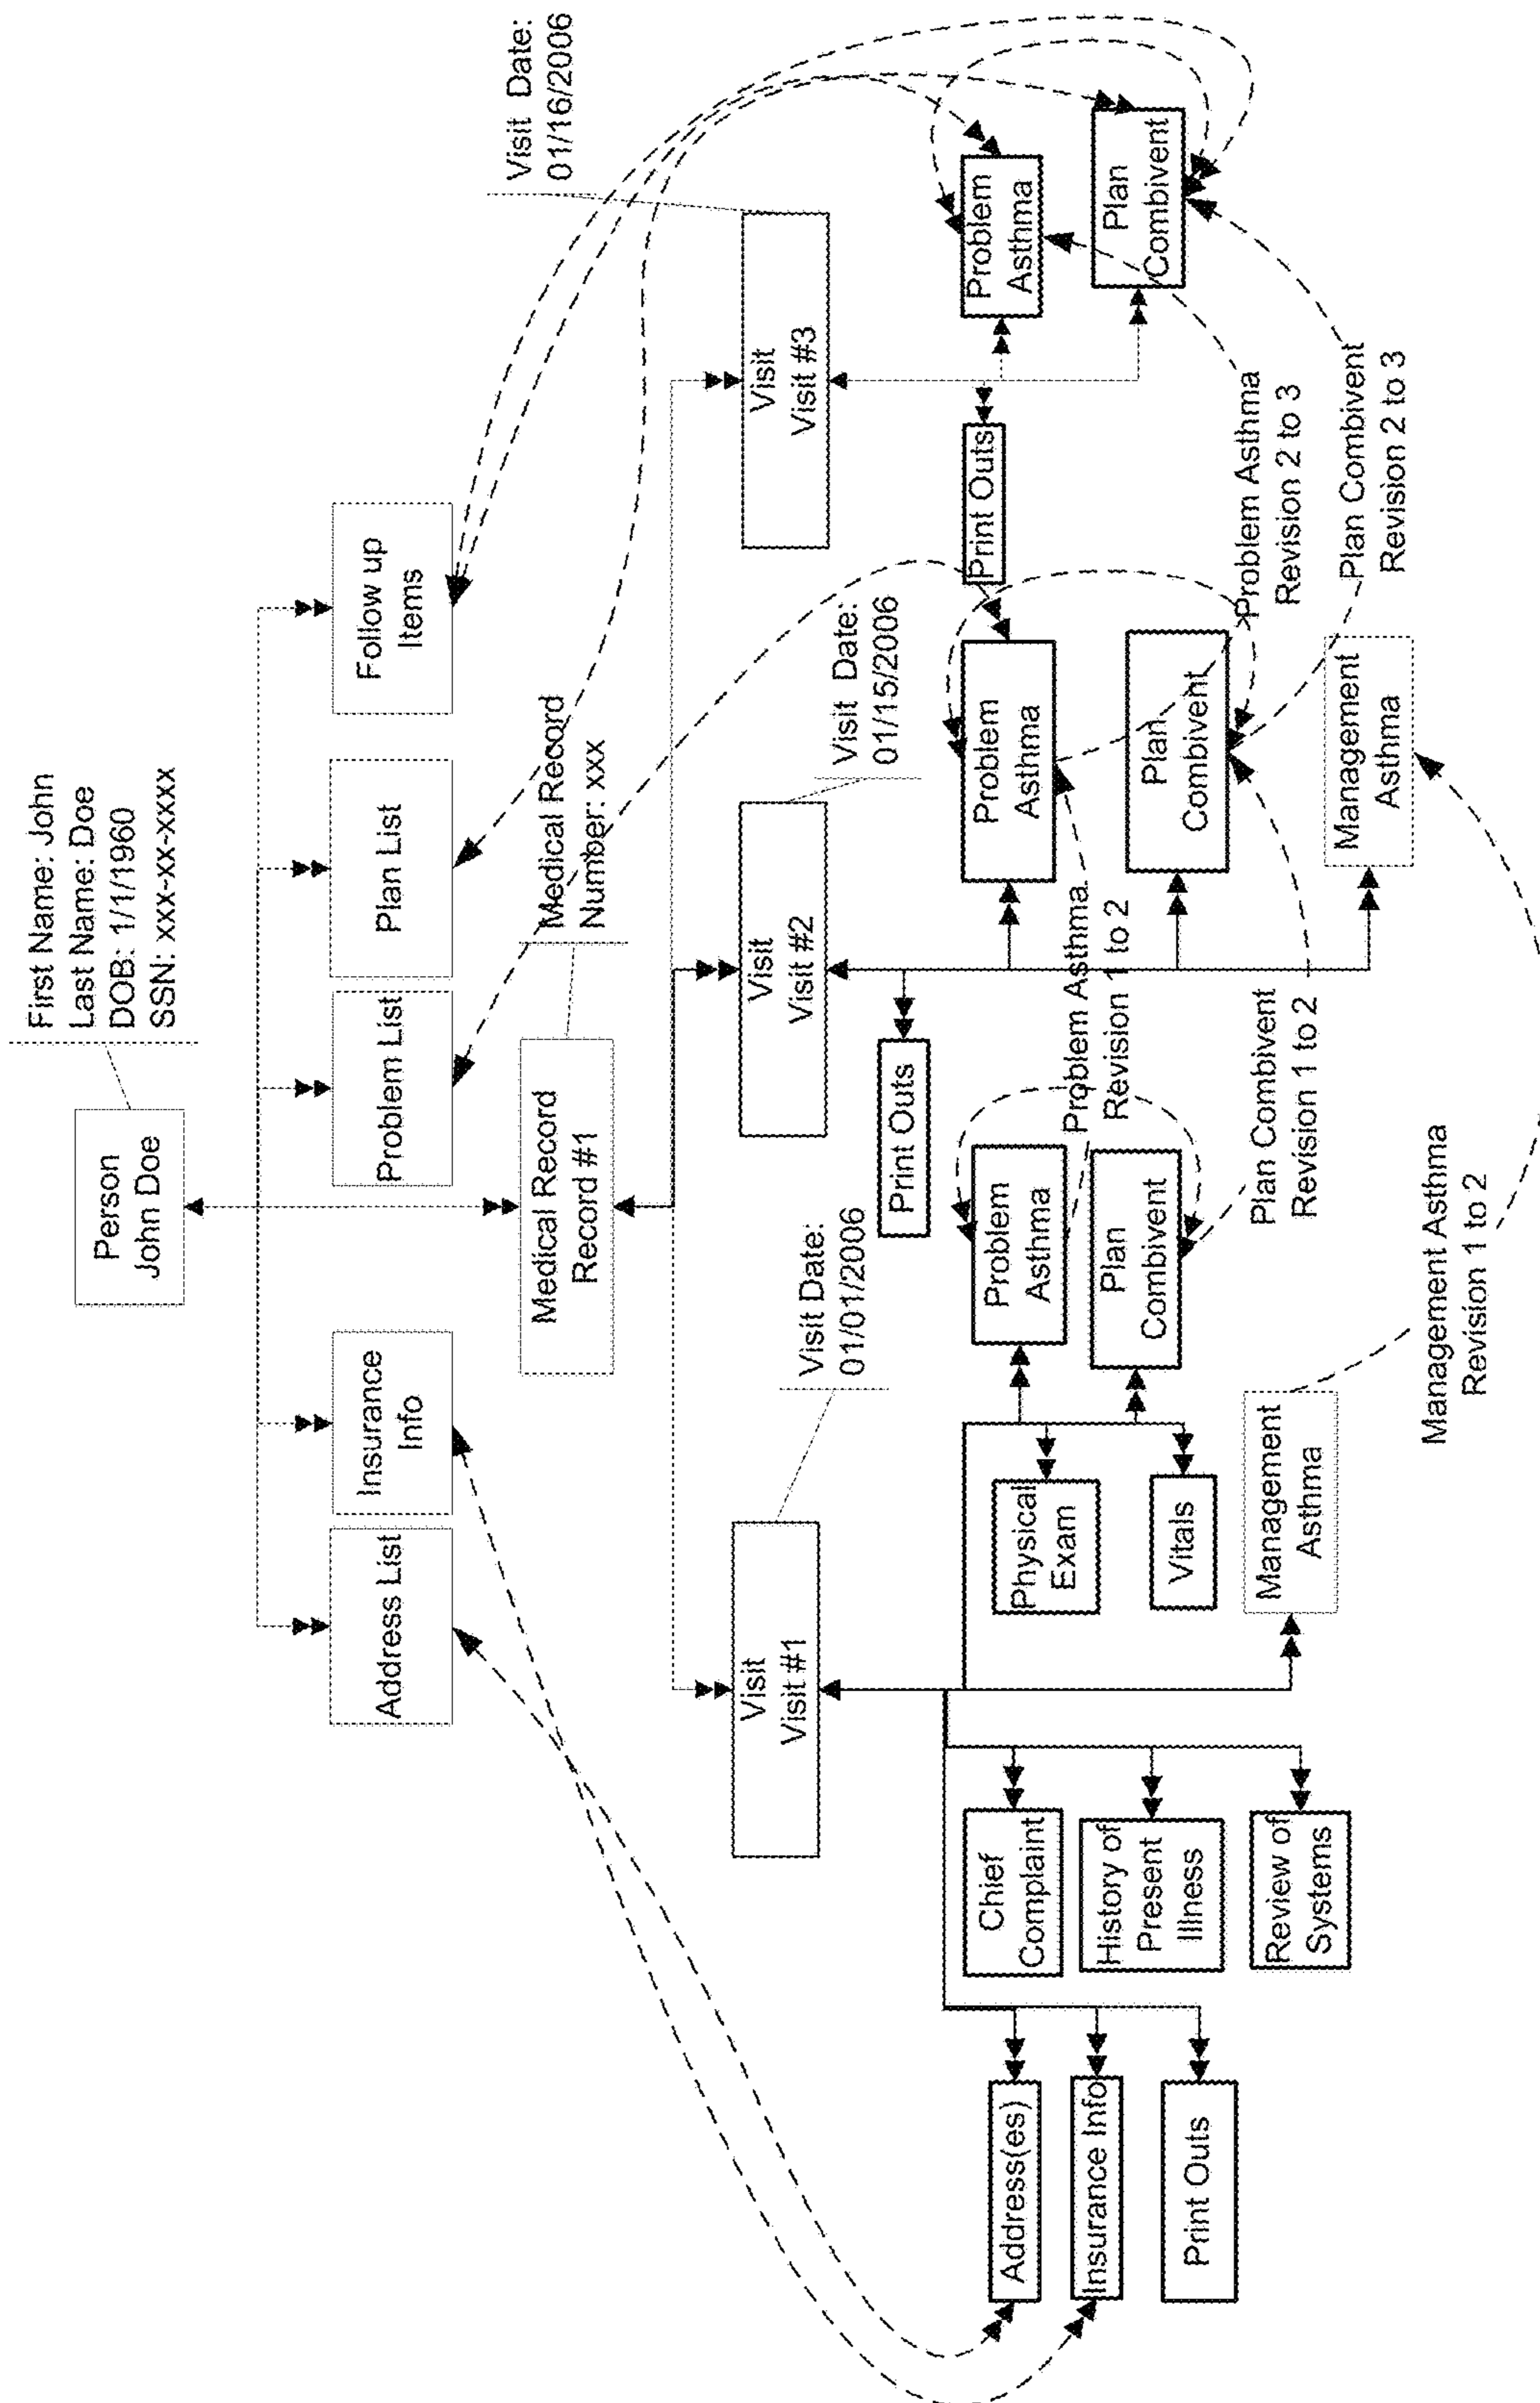 First Name: John
Last Name: Doe
DOB: 1/1/1960
SSN: xxx-xx-xxxx
Person
John Doe
Address List
Insurance
Info
Problem List
Plan List
Follow up
Items
Medical Record
Record #1
Medical Record
Number: xxx
Visit Date:
01/16/2006
Visit
Visit #1
Visit Date:
01/01/2006
Visit
Visit #2
Visit Date:
01/15/2006
Visit
Visit #3
Address(es)
Insurance Info
Print Outs
Chief
Complaint
History of
Present
Illness
Review of
Systems
Physical
Exam
Vitals
Problem
Asthma
Plan
Combivent
Management
Asthma
Print Outs
Problem Asthma
Revision 1 to 2
Plan Combivent
Revision 1 to 2
Management Asthma
Revision 1 to 2
Problem
Asthma
Plan
Combivent
Management
Asthma
Print Outs
Problem
Asthma
Plan
Combivent
Problem Asthma
Revision 2 to 3
Plan Combivent
Revision 2 to 3